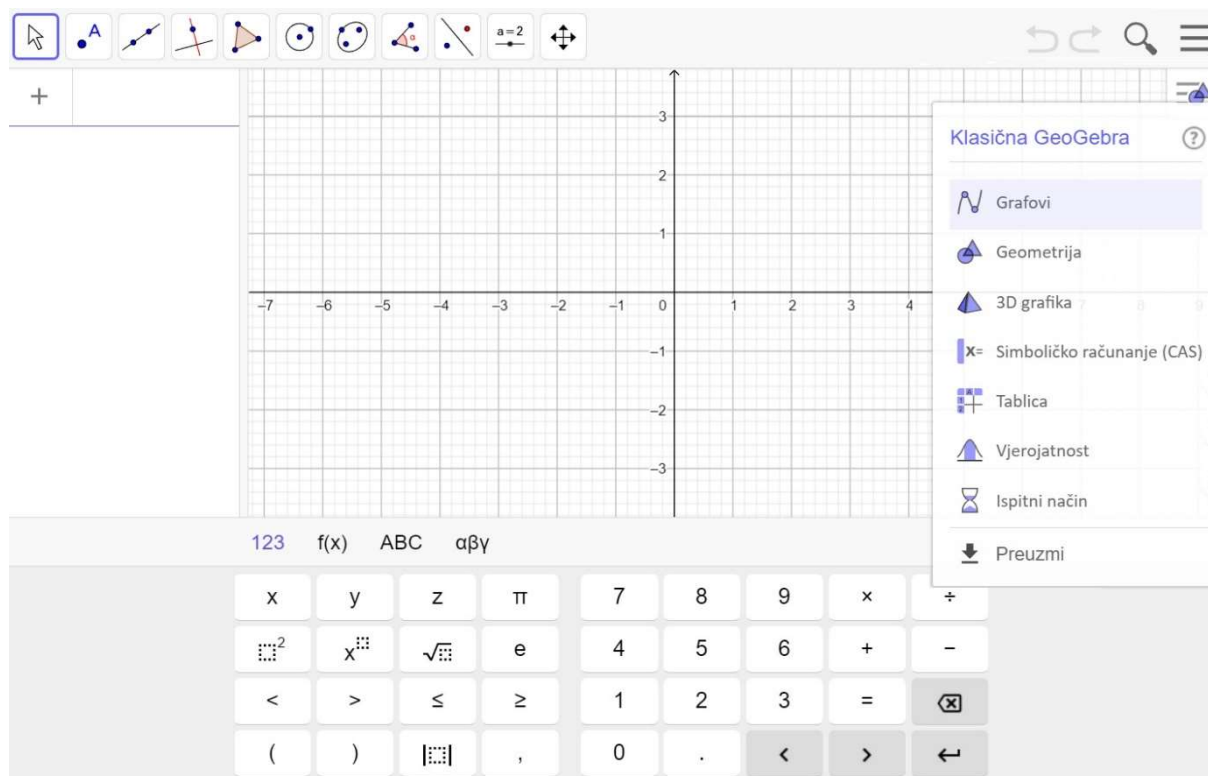 A
a = 2
+
Klasična GeoGebra
Grafovi
Geometrija
3D grafika
x= Simboličko računanje (CAS)
Tablica
Vjerojatnost
Ispitni način
Preuzmi
3
2
1
–7 –6 –5 –4 –3 –2 –1 0 1 2 3 4
–1
–2
–3
123 f(x) ABC αβγ
x y z π 7 8 9 × ÷
² x √ e 4 5 6 + −
< > ≤ ≥ 1 2 3 =
( ) | | , 0 . < >